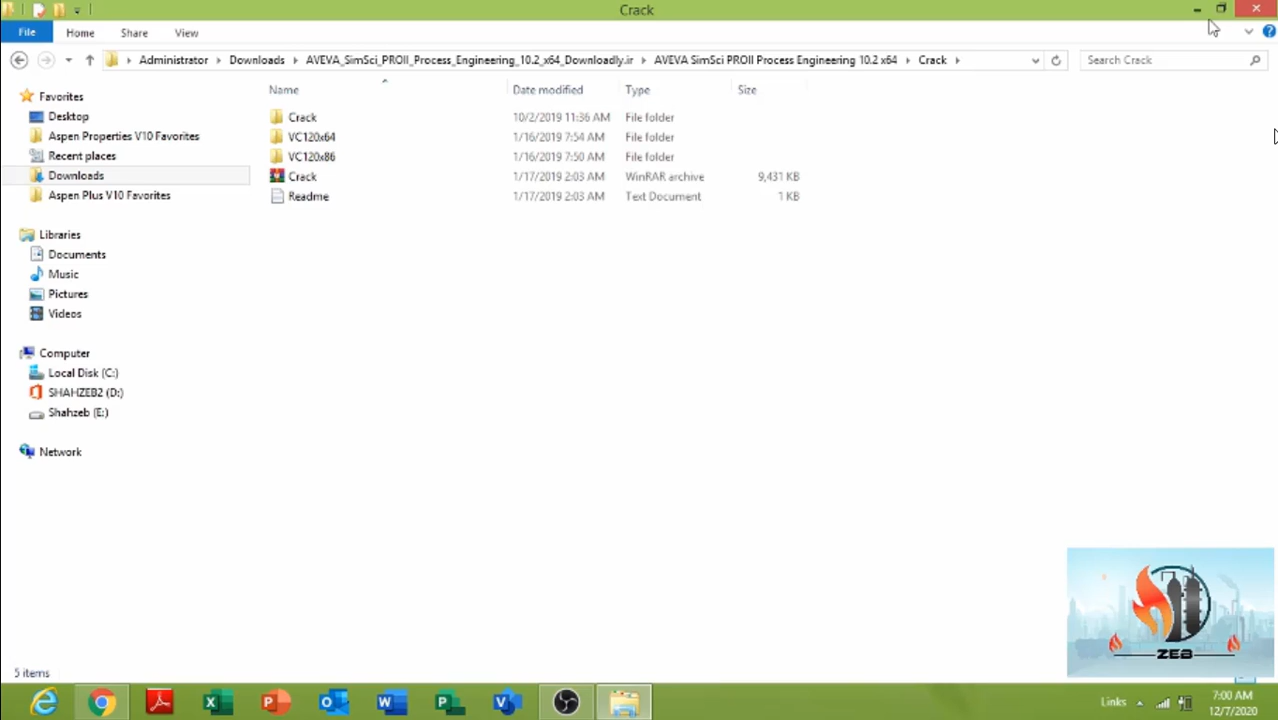 Crack
File Home Share View
Administrator Downloads AVEVA_SimSci_PROII_Process_Engineering_10.2_x64_Downloadly.ir AVEVA SimSci PROII Process Engineering 10.2 x64 Crack Search Crack
Name Date modified Type Size
Favorites
Desktop
Aspen Properties V10 Favorites
Recent places
Downloads
Aspen Plus V10 Favorites
Libraries
Documents
Music
Pictures
Videos
Computer
Local Disk (C:)
SHAHZEB2 (D:)
Shahzeb (E:)
Network
Crack 10/2/2019 11:36 AM File folder
VC120x64 1/16/2019 7:54 AM File folder
VC120x86 1/16/2019 7:50 AM File folder
Crack 1/17/2019 2:03 AM WinRAR archive 9,431 KB
Readme 1/17/2019 2:03 AM Text Document 1 KB
ZEB
5 items
Links 7:00 AM
12/7/2020